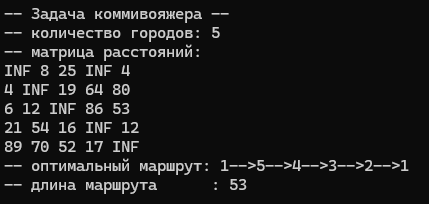 -- Задача коммивояжера --
-- количество городов: 5
-- матрица расстояний:
INF 8 25 INF 4
4 INF 19 64 80
6 12 INF 86 53
21 54 16 INF 12
89 70 52 17 INF
-- оптимальный маршрут: 1-->5-->4-->3-->2-->1
-- длина маршрута      : 53